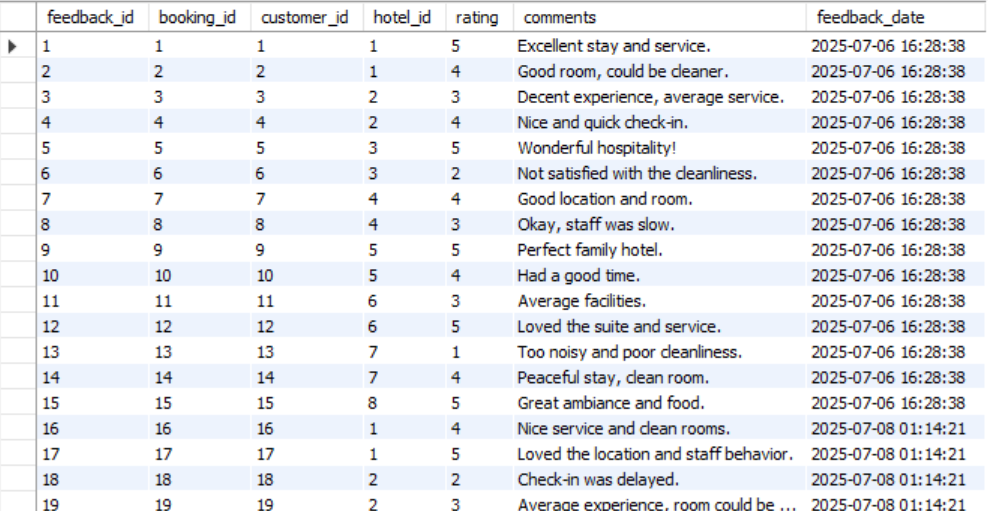 feedback_id booking_id customer_id hotel_id rating comments feedback_date
1 1 1 1 5 Excellent stay and service. 2025-07-06 16:28:38
2 2 2 1 4 Good room, could be cleaner. 2025-07-06 16:28:38
3 3 3 2 3 Decent experience, average service. 2025-07-06 16:28:38
4 4 4 2 4 Nice and quick check-in. 2025-07-06 16:28:38
5 5 5 3 5 Wonderful hospitality! 2025-07-06 16:28:38
6 6 6 3 2 Not satisfied with the cleanliness. 2025-07-06 16:28:38
7 7 7 4 4 Good location and room. 2025-07-06 16:28:38
8 8 8 4 3 Okay, staff was slow. 2025-07-06 16:28:38
9 9 9 5 5 Perfect family hotel. 2025-07-06 16:28:38
10 10 10 5 4 Had a good time. 2025-07-06 16:28:38
11 11 11 6 3 Average facilities. 2025-07-06 16:28:38
12 12 12 6 5 Loved the suite and service. 2025-07-06 16:28:38
13 13 13 7 1 Too noisy and poor cleanliness. 2025-07-06 16:28:38
14 14 14 7 4 Peaceful stay, clean room. 2025-07-06 16:28:38
15 15 15 8 5 Great ambiance and food. 2025-07-06 16:28:38
16 16 16 1 4 Nice service and clean rooms. 2025-07-08 01:14:21
17 17 17 1 5 Loved the location and staff behavior. 2025-07-08 01:14:21
18 18 18 2 2 Check-in was delayed. 2025-07-08 01:14:21
19 19 19 2 3 Average experience, room could be ... 2025-07-08 01:14:21